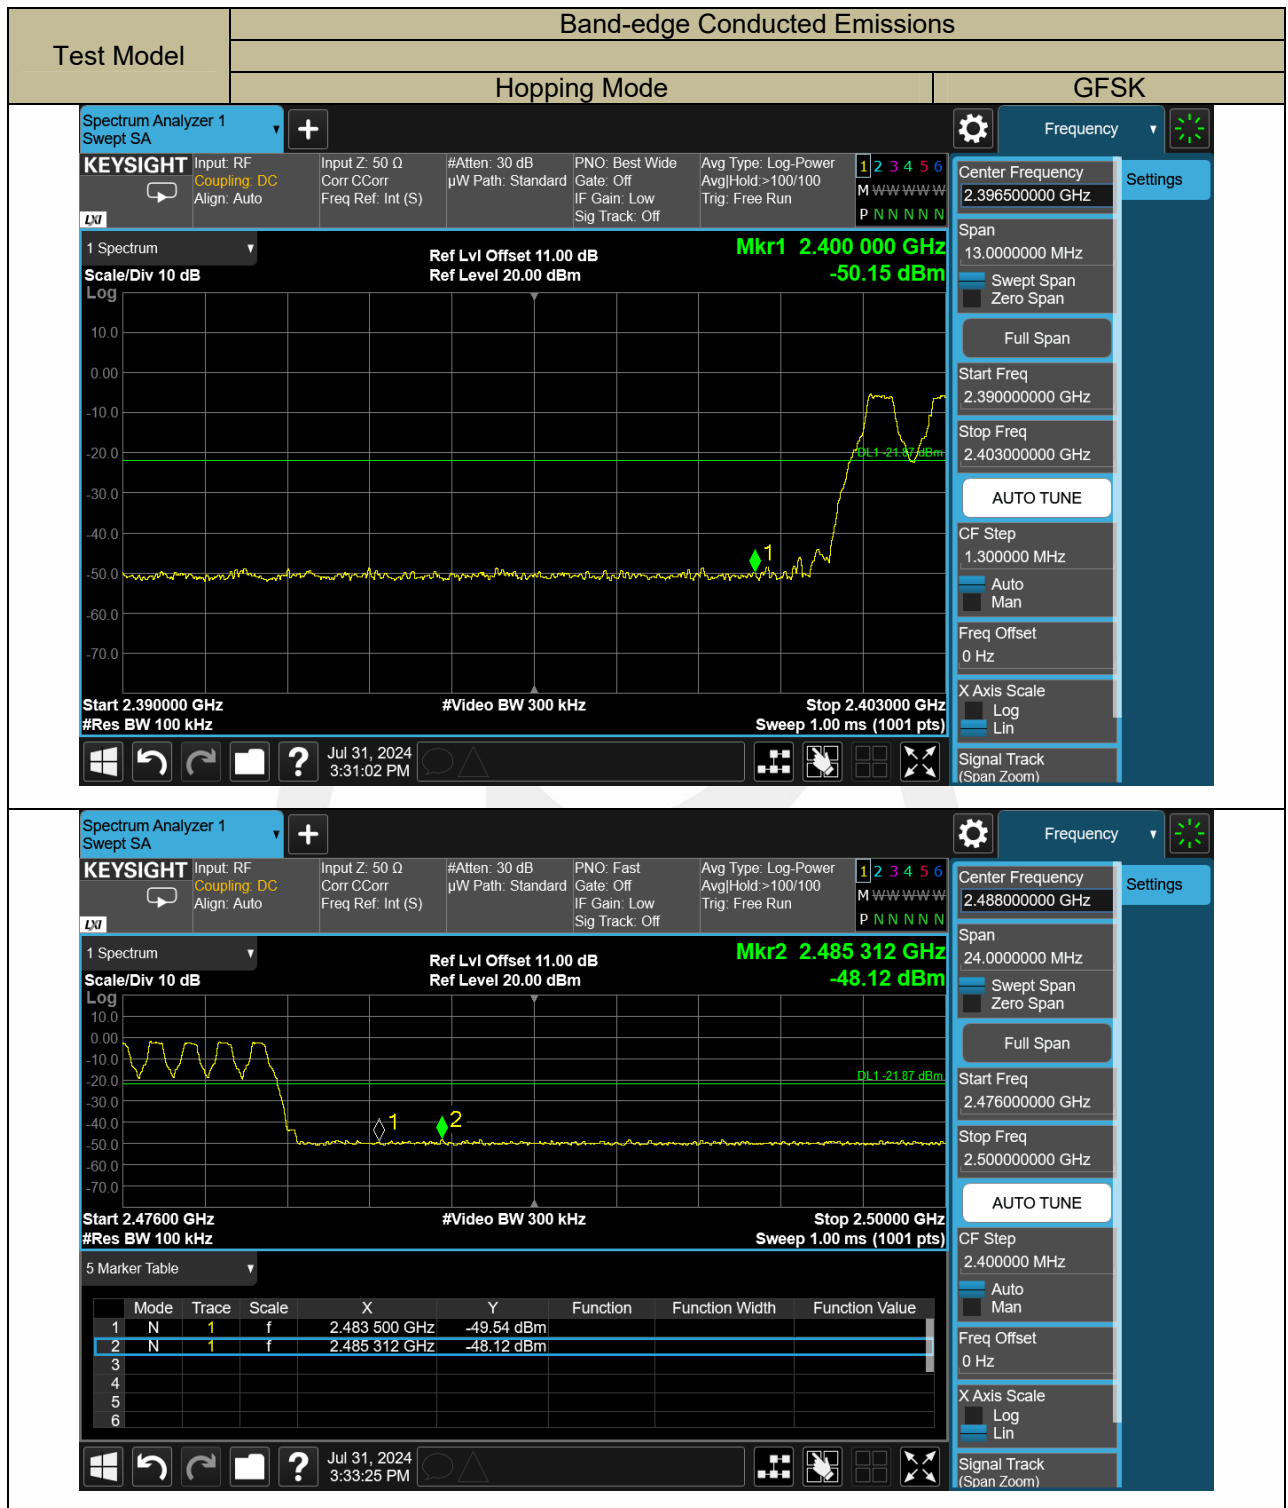 Test Model
Band-edge Conducted Emissions
Hopping Mode
GFSK
Spectrum Analyzer 1
Swept SA
+
Frequency
KEYSIGHT
LXI
Input: RF
Coupling: DC
Align: Auto
Input Z: 50 Ω
Corr CCorr
Freq Ref: Int (S)
#Atten: 30 dB
µW Path: Standard
PNO: Best Wide
Gate: Off
IF Gain: Low
Sig Track: Off
Avg Type: Log-Power
Avg|Hold:>100/100
Trig: Free Run
1 2 3 4 5 6
M W W W W W
P N N N N N
1 Spectrum
Scale/Div 10 dB
Log
Ref Lvl Offset 11.00 dB
Ref Level 20.00 dBm
Mkr1 2.400 000 GHz
-50.15 dBm
10.0
0.00
-10.0
-20.0
-30.0
-40.0
-50.0
-60.0
-70.0
DL1 -21.87 dBm
1
Start 2.390000 GHz
#Res BW 100 kHz
#Video BW 300 kHz
Stop 2.403000 GHz
Sweep 1.00 ms (1001 pts)
Center Frequency
2.396500000 GHz
Settings
Span
13.0000000 MHz
Swept Span
Zero Span
Full Span
Start Freq
2.390000000 GHz
Stop Freq
2.403000000 GHz
AUTO TUNE
CF Step
1.300000 MHz
Auto
Man
Freq Offset
0 Hz
X Axis Scale
Log
Lin
Signal Track
(Span Zoom)
?
Jul 31, 2024
3:31:02 PM
Spectrum Analyzer 1
Swept SA
+
Frequency
KEYSIGHT
LXI
Input: RF
Coupling: DC
Align: Auto
Input Z: 50 Ω
Corr CCorr
Freq Ref: Int (S)
#Atten: 30 dB
µW Path: Standard
PNO: Fast
Gate: Off
IF Gain: Low
Sig Track: Off
Avg Type: Log-Power
Avg|Hold:>100/100
Trig: Free Run
1 2 3 4 5 6
M W W W W W
P N N N N N
1 Spectrum
Scale/Div 10 dB
Log
Ref Lvl Offset 11.00 dB
Ref Level 20.00 dBm
Mkr2 2.485 312 GHz
-48.12 dBm
10.0
0.00
-10.0
-20.0
-30.0
-40.0
-50.0
-60.0
-70.0
DL1 -21.87 dBm
1
2
Start 2.47600 GHz
#Res BW 100 kHz
#Video BW 300 kHz
Stop 2.50000 GHz
Sweep 1.00 ms (1001 pts)
5 Marker Table
Mode Trace Scale X Y Function Function Width Function Value
1 N 1 f 2.483 500 GHz -49.54 dBm
2 N 1 f 2.485 312 GHz -48.12 dBm
3
4
5
6
Center Frequency
2.488000000 GHz
Settings
Span
24.0000000 MHz
Swept Span
Zero Span
Full Span
Start Freq
2.476000000 GHz
Stop Freq
2.500000000 GHz
AUTO TUNE
CF Step
2.400000 MHz
Auto
Man
Freq Offset
0 Hz
X Axis Scale
Log
Lin
Signal Track
(Span Zoom)
?
Jul 31, 2024
3:33:25 PM